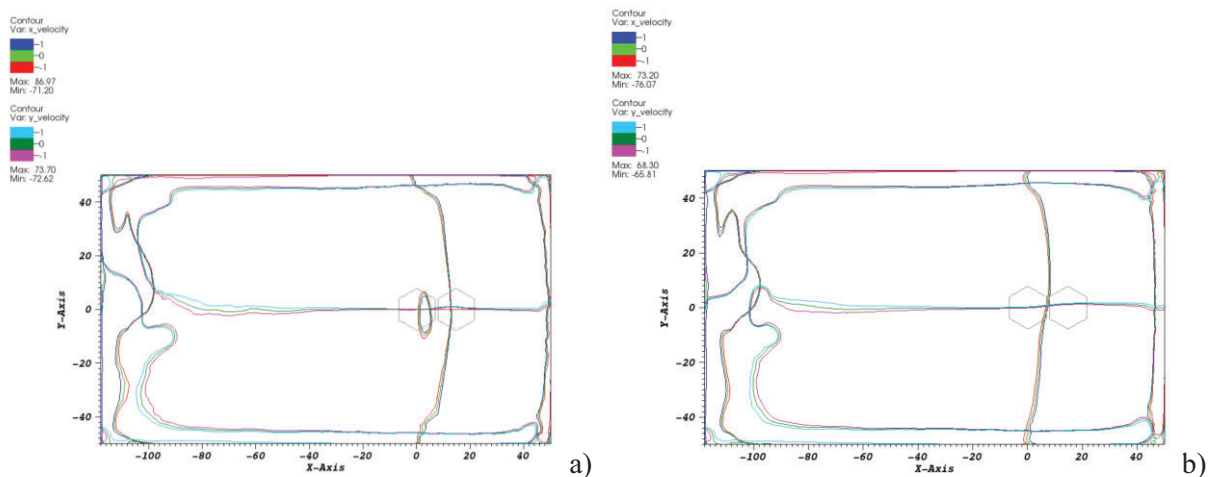 Contour
Var: x_velocity
1
0
-1
Max: 86.97
Min: -71.20
Contour
Var: y_velocity
1
0
-1
Max: 73.70
Min: -72.62
Y-Axis
40
20
0
-20
-40
-100 -80 -60 -40 -20 0 20 40
X-Axis
a)
Contour
Var: x_velocity
1
0
-1
Max: 73.20
Min: -76.07
Contour
Var: y_velocity
1
0
-1
Max: 68.30
Min: -65.81
Y-Axis
40
20
0
-20
-40
-100 -80 -60 -40 -20 0 20 40
X-Axis
b)